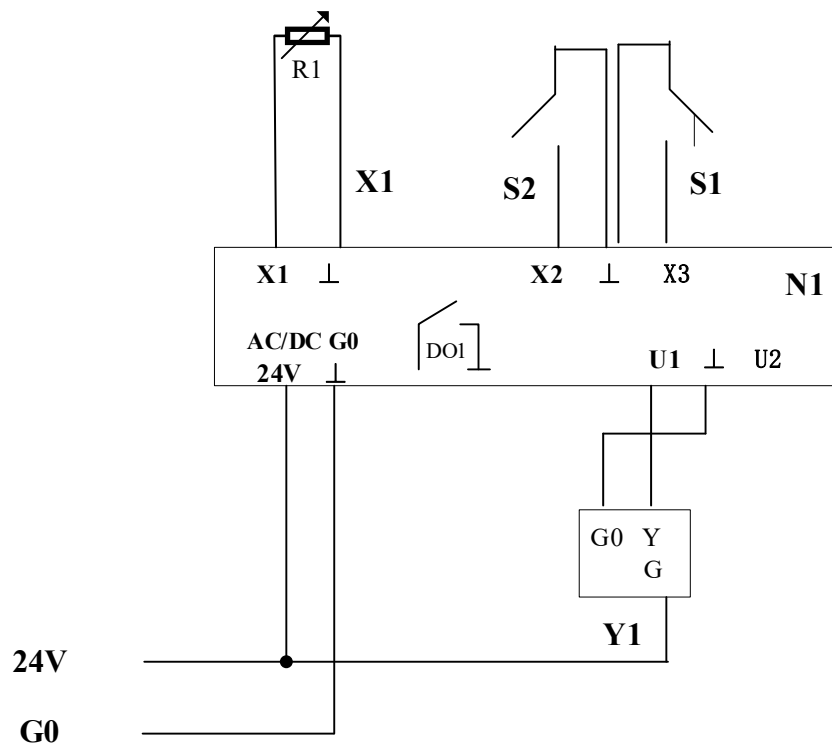 R1
X1
S2
S1
X1 ⊥
X2 ⊥ X3
N1
AC/DC G0
24V ⊥
DO1
U1 ⊥ U2
G0 Y
G
Y1
24V
G0